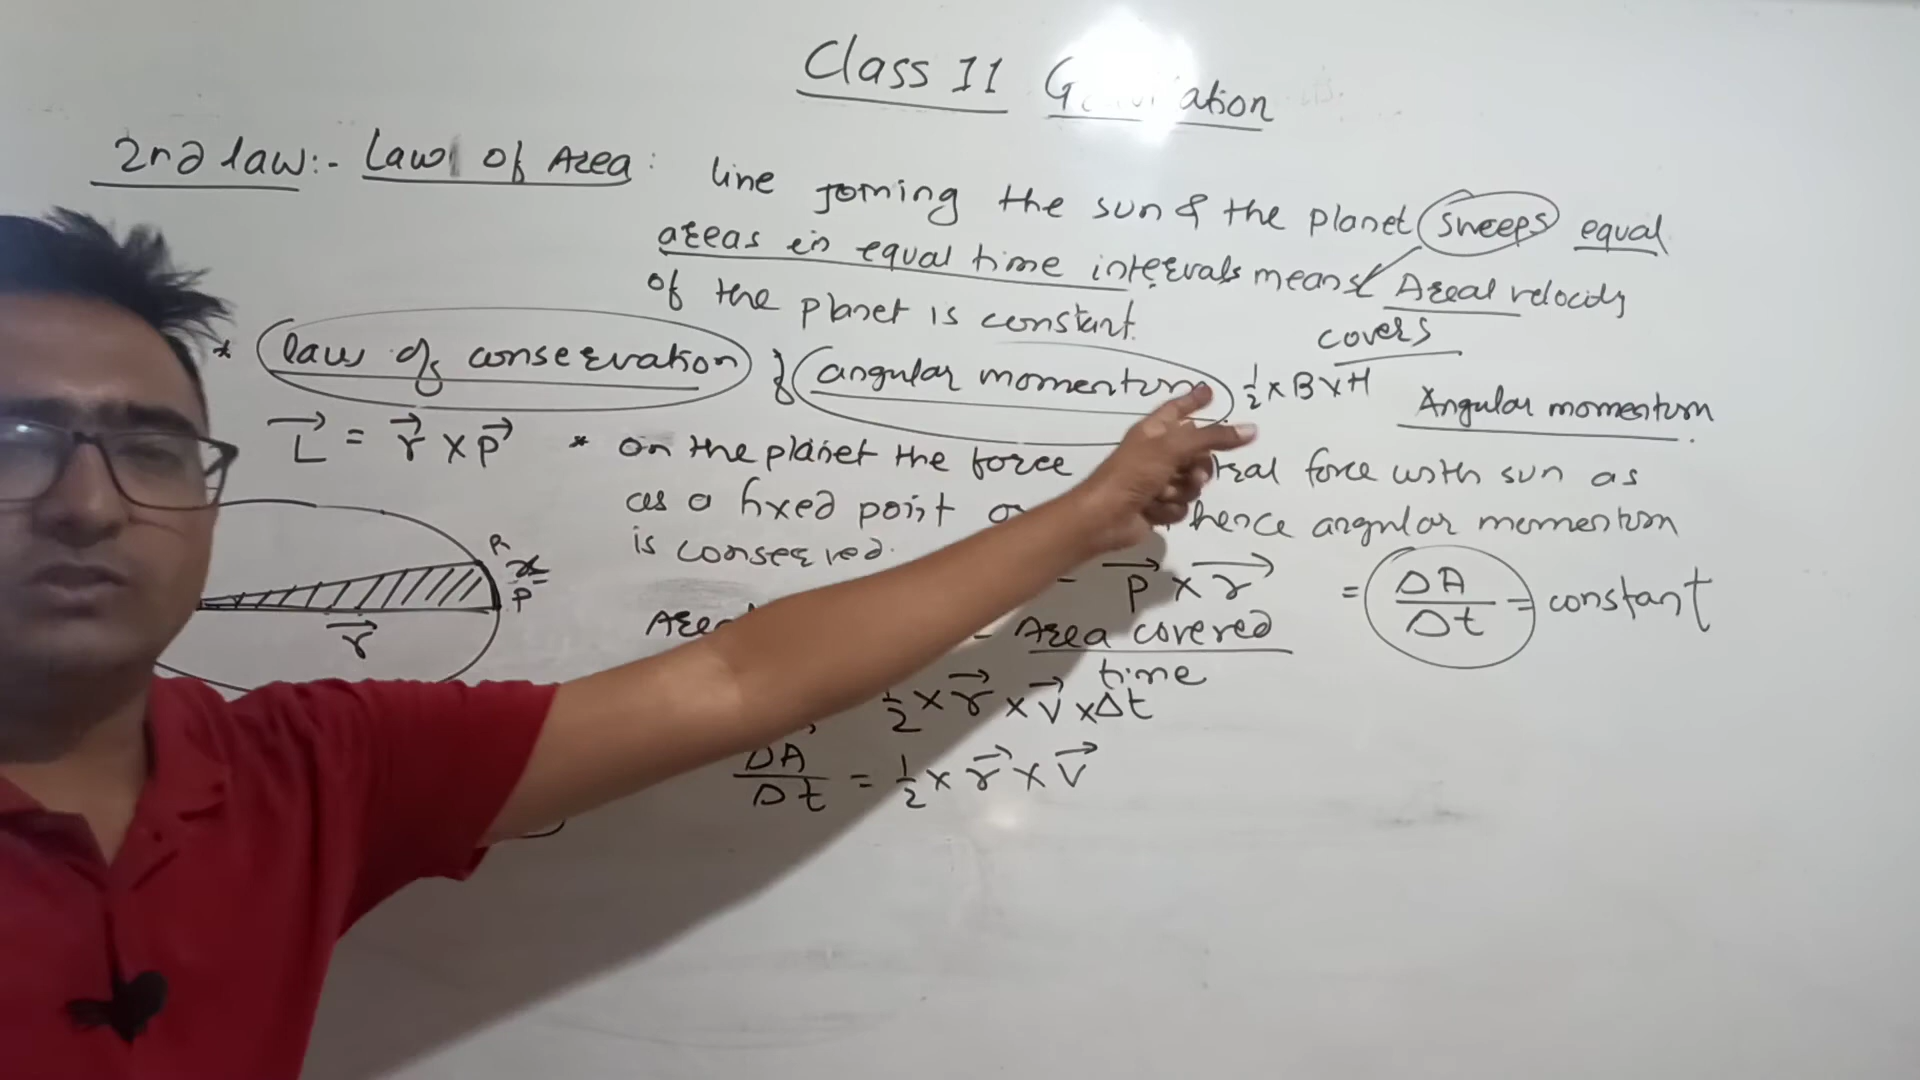 Class 11 Gravitation
2nd law:- Law of Area: line joining the sun & the planet sweeps equal
areas in equal time intervals means Areal velocity
of the planet is constant.
covers
* law of conservation of angular momentum 1/2 × B × H Angular momentum
L = r × P * on the planet the force force with sun as
as a fixed point hence angular momentum
is conserved.
P × r = ΔA/Δt = constant
P
r
= Area covered/time
1/2 × r × v × Δt
ΔA/Δt = 1/2 × r × v